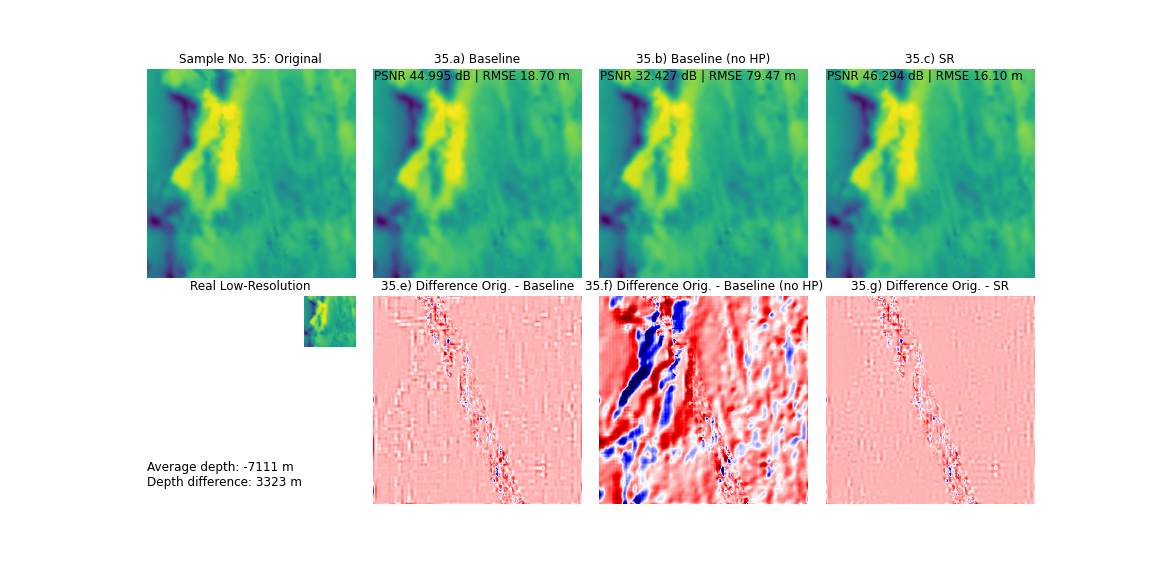 Sample No. 35: Original
35.a) Baseline
35.b) Baseline (no HP)
35.c) SR
PSNR 44.995 dB | RMSE 18.70 m
PSNR 32.427 dB | RMSE 79.47 m
PSNR 46.294 dB | RMSE 16.10 m
Real Low-Resolution
35.e) Difference Orig. - Baseline
35.f) Difference Orig. - Baseline (no HP)
35.g) Difference Orig. - SR
Average depth: -7111 m
Depth difference: 3323 m